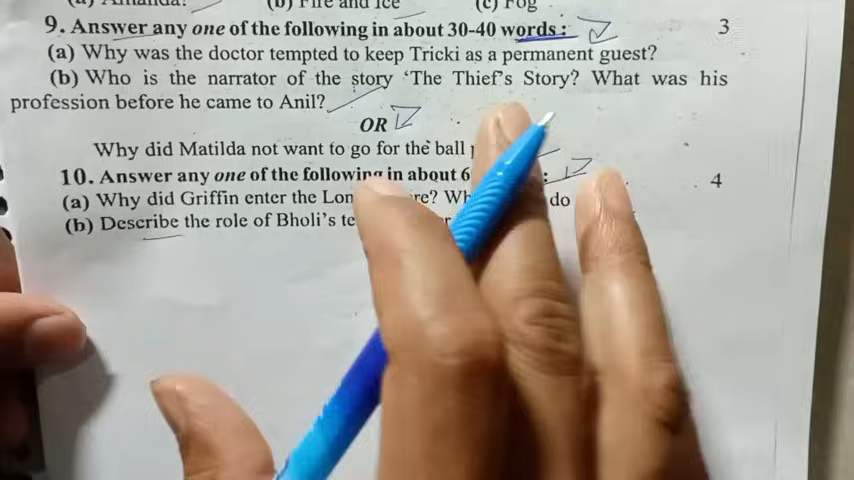 (a) Amanda! (b) Fire and Ice (c) Fog
9. Answer any one of the following in about 30-40 words : 3
(a) Why was the doctor tempted to keep Tricki as a permanent guest?
(b) Who is the narrator of the story ‘The Thief's Story? What was his
profession before he came to Anil?
OR
Why did Matilda not want to go for the ball
10. Answer any one of the following in about 6 : 4
(a) Why did Griffin enter the Lon re? Wh do
(b) Describe the role of Bholi's te